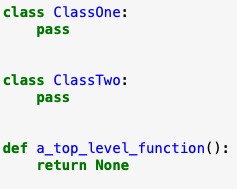 class ClassOne:
    pass
class ClassTwo:
    pass
def a_top_level_function():
    return None